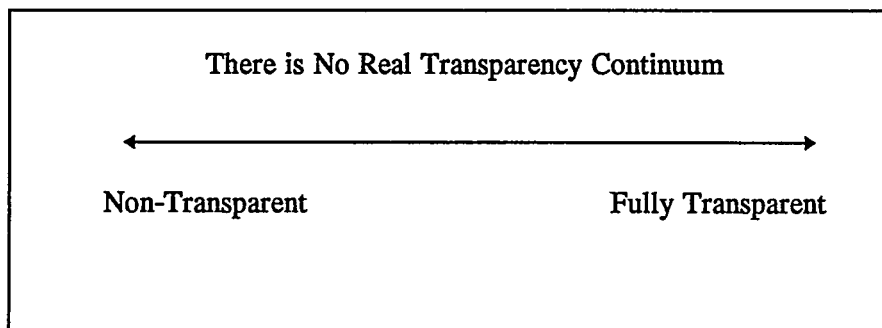 There is No Real Transparency Continuum
Non-Transparent Fully Transparent